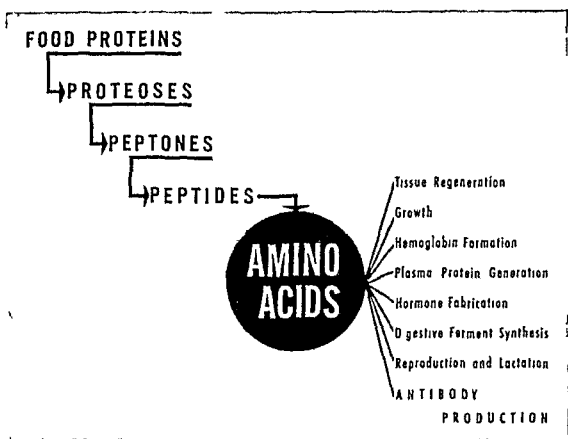 FOOD PROTEINS
PROTEOSES
PEPTONES
PEPTIDES
AMINO
ACIDS
Tissue Regeneration
Growth
Hemoglobin Formation
Plasma Protein Generation
Hormone Fabrication
Digestive Ferment Synthesis
Reproduction and Lactation
ANTIBODY
PRODUCTION